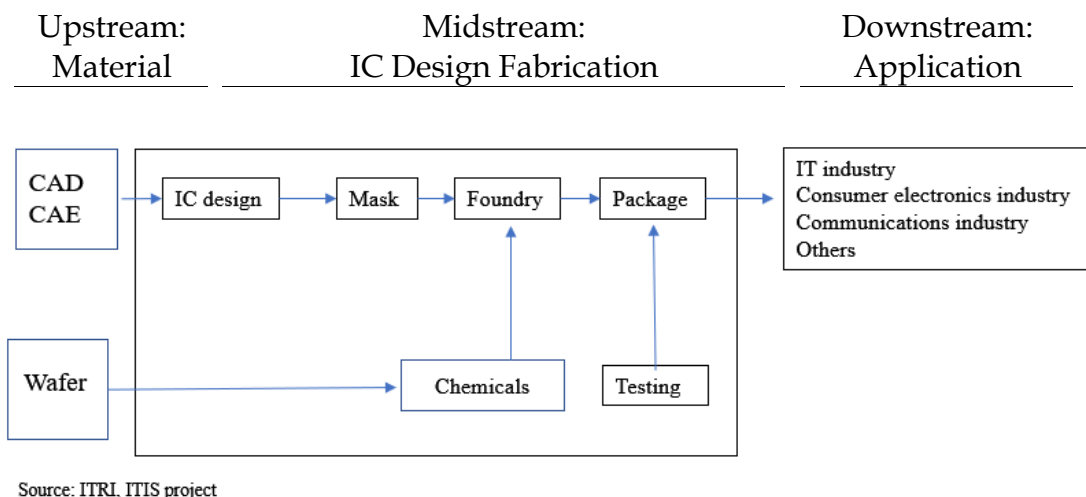 Upstream:
Material
Midstream:
IC Design Fabrication
Downstream:
Application
CAD
CAE
IC design
Mask
Foundry
Package
IT industry
Consumer electronics industry
Communications industry
Others
Wafer
Chemicals
Testing
Source: ITRI, ITIS project